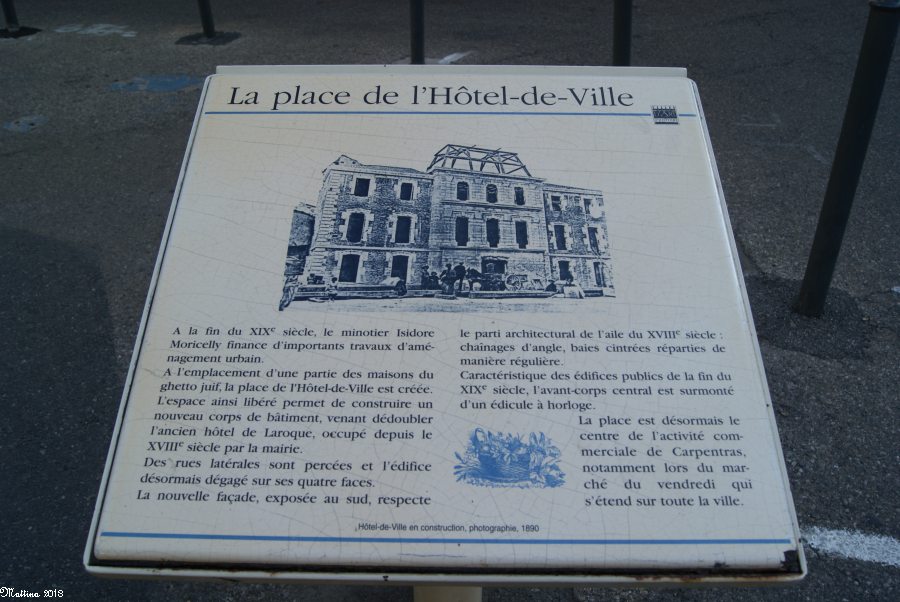 La place de l'Hôtel-de-Ville
A la fin du XIXe siècle, le minotier Isidore
Moricelly finance d'importants travaux d'amé-
nagement urbain.
A l'emplacement d'une partie des maisons du
ghetto juif, la place de l'Hôtel-de-Ville est créée.
L'espace ainsi libéré permet de construire un
nouveau corps de bâtiment, venant dédoubler
l'ancien hôtel de Laroque, occupé depuis le
XVIIIe siècle par la mairie.
Des rues latérales sont percées et l'édifice
désormais dégagé sur ses quatre faces.
La nouvelle façade, exposée au sud, respecte
le parti architectural de l'aile du XVIIIe siècle :
chaînages d'angle, baies cintrées réparties de
manière régulière.
Caractéristique des édifices publics de la fin du
XIXe siècle, l'avant-corps central est surmonté
d'un édicule à horloge.
La place est désormais le
centre de l'activité com-
merciale de Carpentras,
notamment lors du mar-
ché du vendredi qui
s'étend sur toute la ville.
Hôtel-de-Ville en construction, photographie, 1890
Mattina 2018